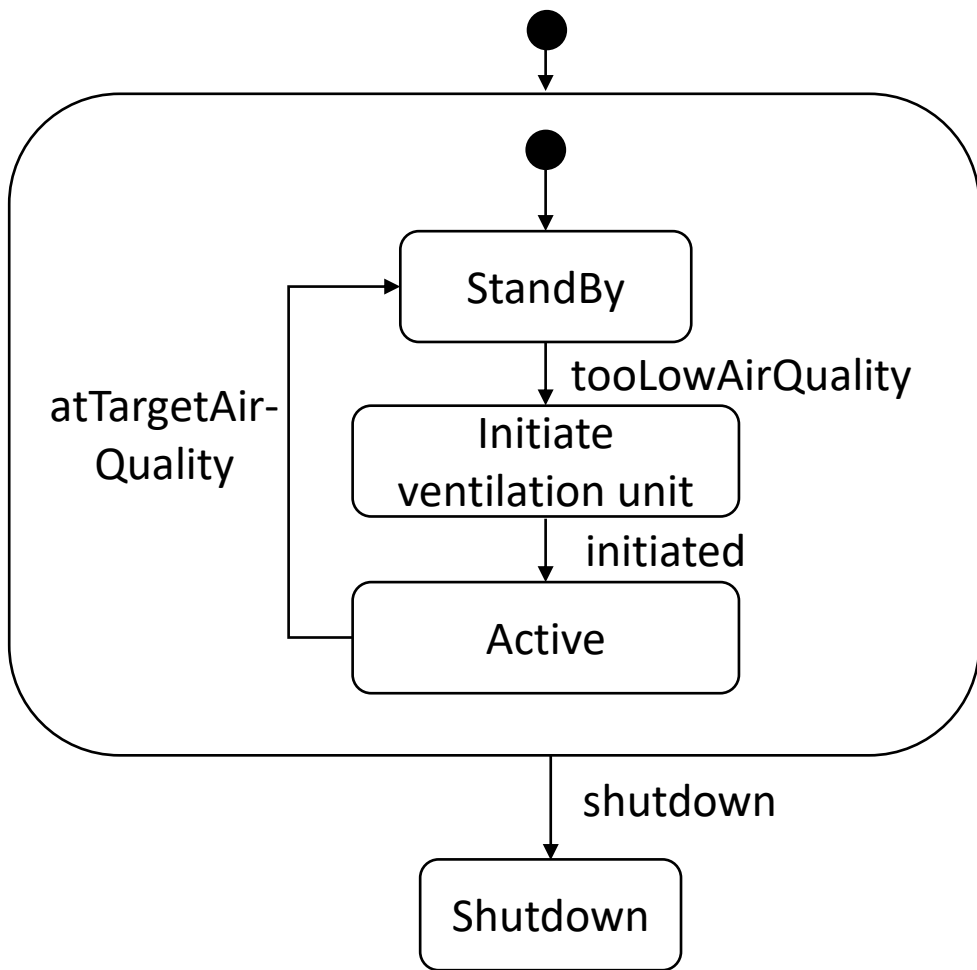 StandBy
tooLowAirQuality
atTargetAir-
Quality
Initiate
ventilation unit
initiated
Active
shutdown
Shutdown